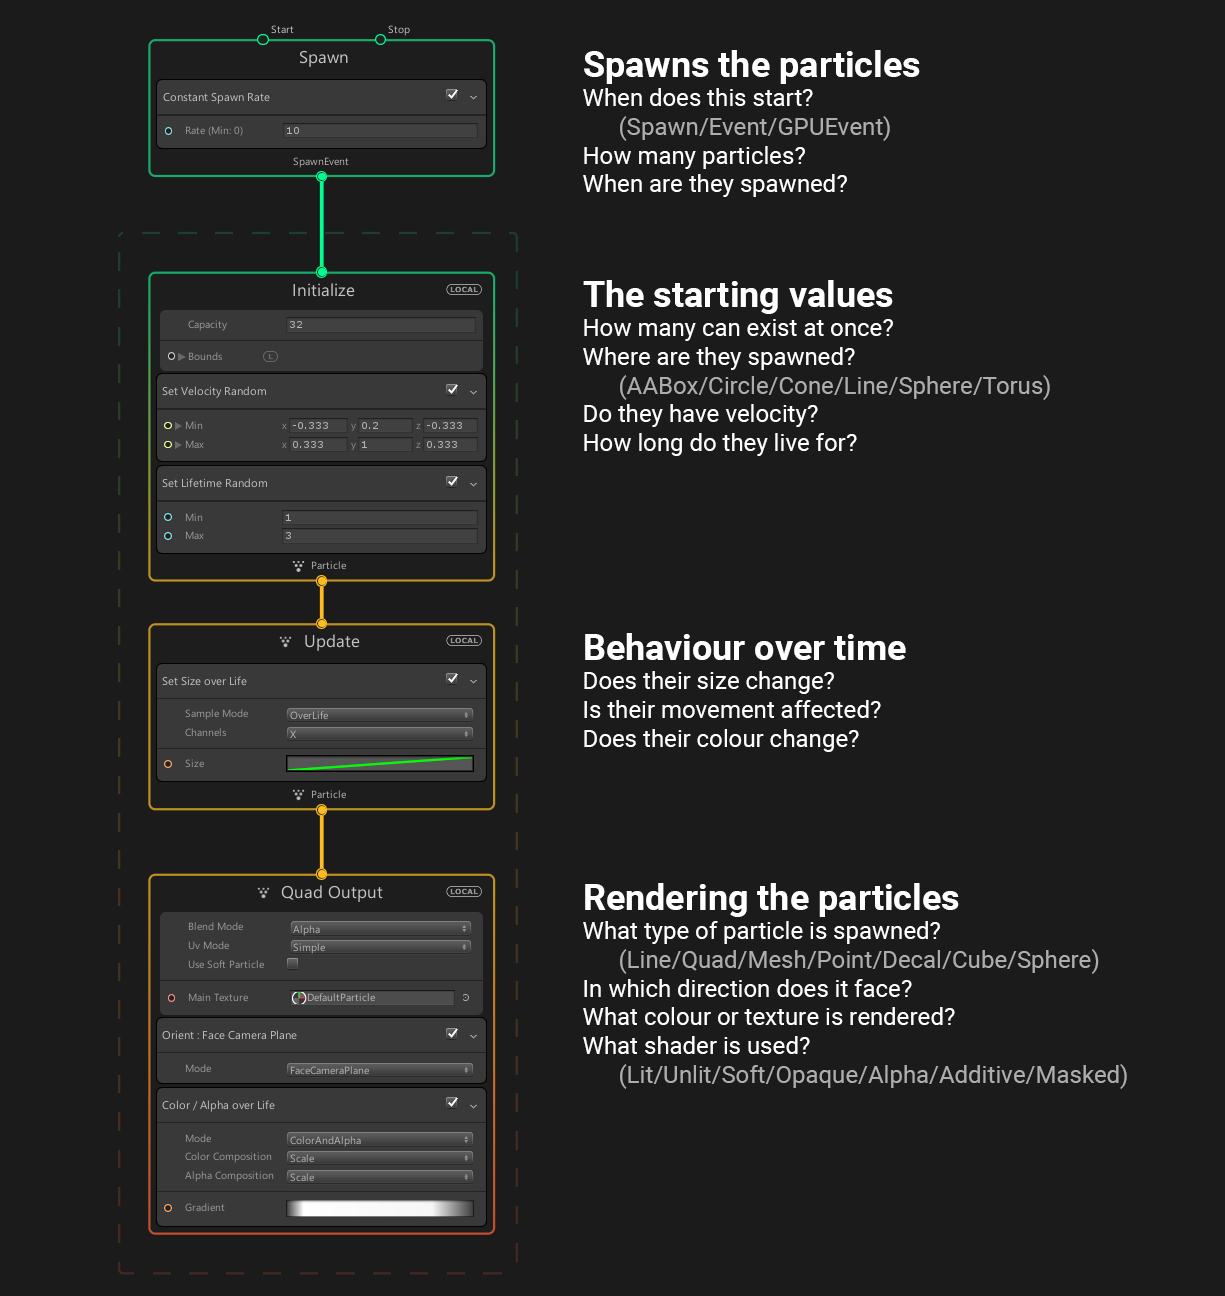 Start Stop
Spawn
Constant Spawn Rate
Rate (Min: 0) 10
SpawnEvent
Spawns the particles
When does this start?
(Spawn/Event/GPUEvent)
How many particles?
When are they spawned?
Initialize LOCAL
Capacity 32
Bounds L
Set Velocity Random
Min x -0.333 y 0.2 z -0.333
Max x 0.333 y 1 z 0.333
Set Lifetime Random
Min 1
Max 3
Particle
The starting values
How many can exist at once?
Where are they spawned?
(AABox/Circle/Cone/Line/Sphere/Torus)
Do they have velocity?
How long do they live for?
Update LOCAL
Set Size over Life
Sample Mode OverLife
Channels X
Size
Particle
Behaviour over time
Does their size change?
Is their movement affected?
Does their colour change?
Quad Output LOCAL
Blend Mode Alpha
Uv Mode Simple
Use Soft Particle
Main Texture DefaultParticle
Orient : Face Camera Plane
Mode FaceCameraPlane
Color / Alpha over Life
Mode ColorAndAlpha
Color Composition Scale
Alpha Composition Scale
Gradient
Rendering the particles
What type of particle is spawned?
(Line/Quad/Mesh/Point/Decal/Cube/Sphere)
In which direction does it face?
What colour or texture is rendered?
What shader is used?
(Lit/Unlit/Soft/Opaque/Alpha/Additive/Masked)